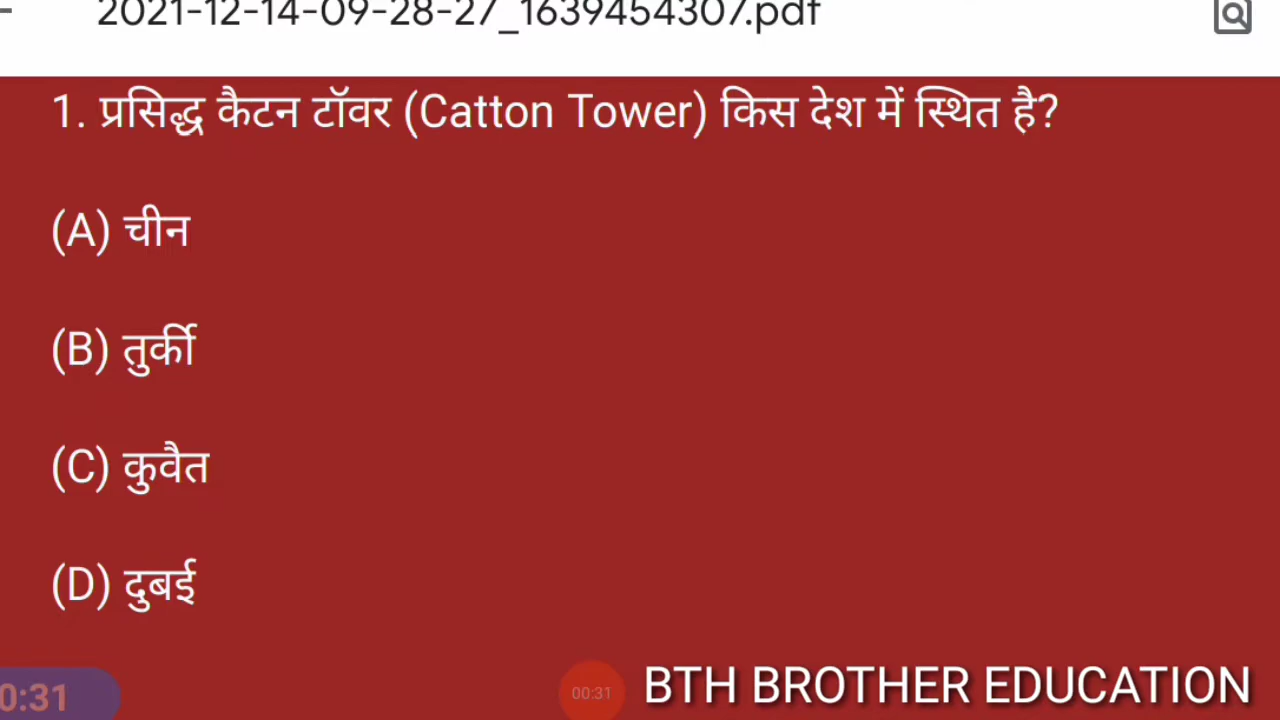 2021-12-14-09-28-27_1639454307.pdf
1. प्रसिद्ध कैटन टॉवर (Catton Tower) किस देश में स्थित है?
(A) चीन
(B) तुर्की
(C) कुवैत
(D) दुबई
0:31
00:31
BTH BROTHER EDUCATION